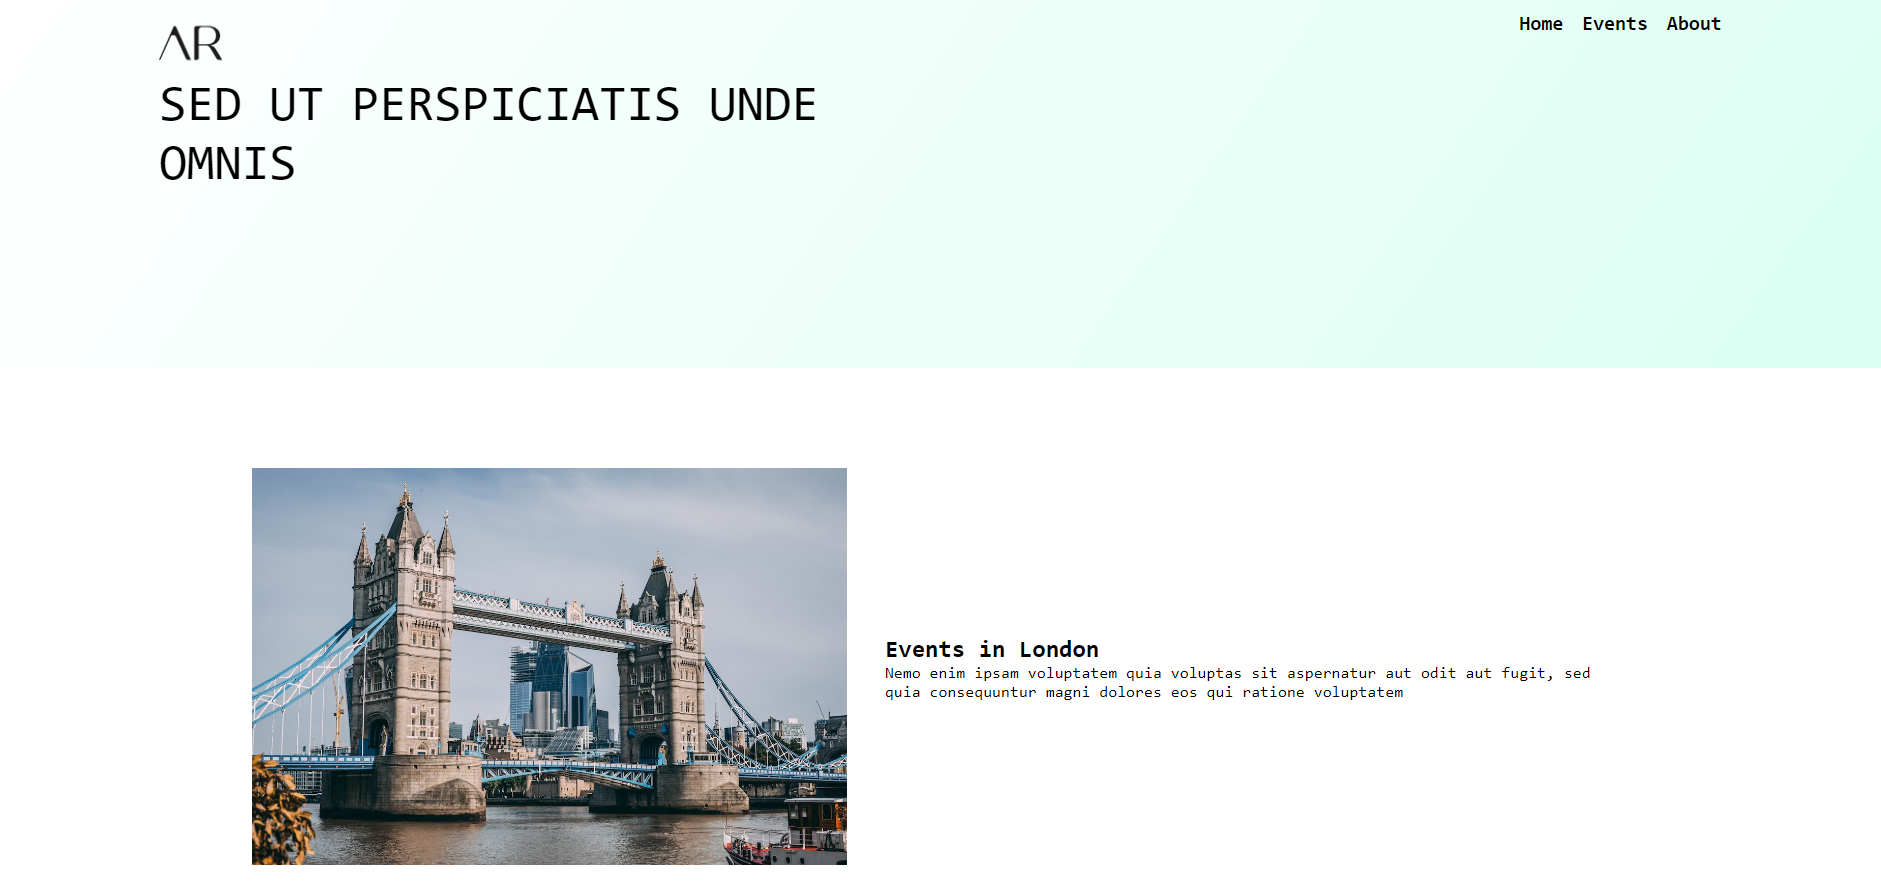 AR
Home Events About
SED UT PERSPICIATIS UNDE
OMNIS
Events in London
Nemo enim ipsam voluptatem quia voluptas sit aspernatur aut odit aut fugit, sed
quia consequuntur magni dolores eos qui ratione voluptatem